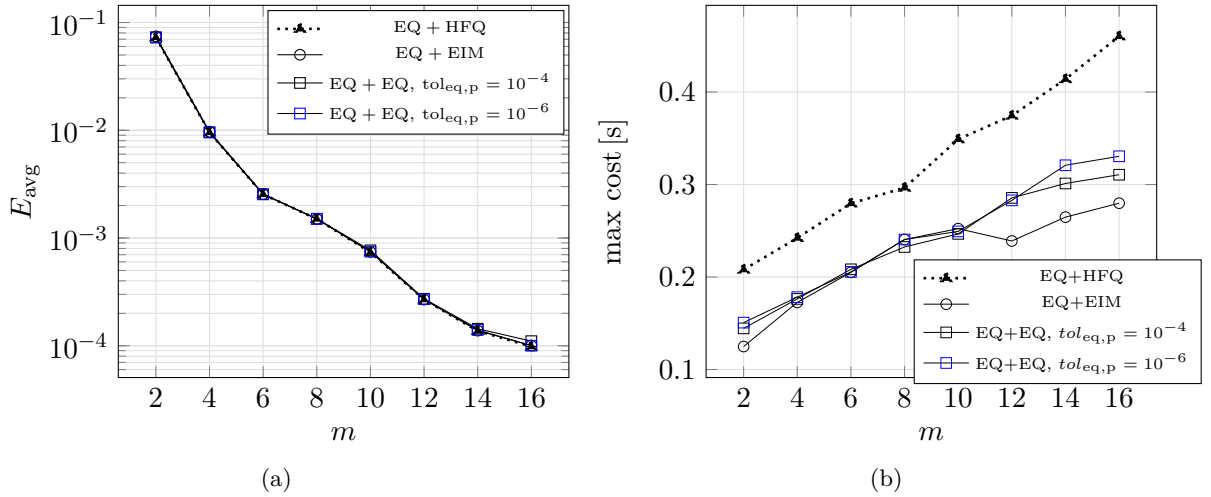 10⁻¹
10⁻²
10⁻³
10⁻⁴
E_avg
2 4 6 8 10 12 14 16
m
EQ + HFQ
EQ + EIM
EQ + EQ, tol_eq,p = 10⁻⁴
EQ + EQ, tol_eq,p = 10⁻⁶
(a)
0.4
0.3
0.2
0.1
max cost [s]
2 4 6 8 10 12 14 16
m
EQ+HFQ
EQ+EIM
EQ+EQ, tol_eq,p = 10⁻⁴
EQ+EQ, tol_eq,p = 10⁻⁶
(b)